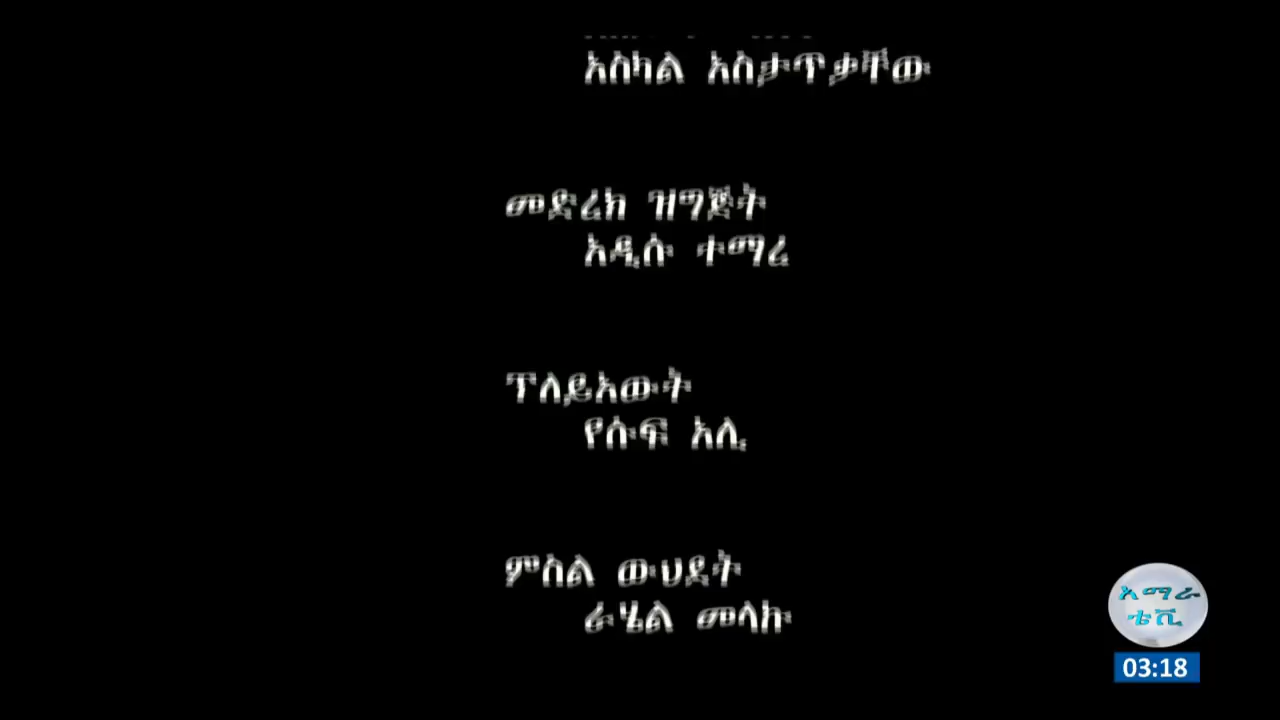 አስካል አስታጥቃቸው
መድረክ ዝግጅት
አዲሱ ተማረ
ፕለይአውት
የሱፍ አሊ
ምስል ውህደት
ራሄል መላኩ
አማራ
ቴቪ
03:18